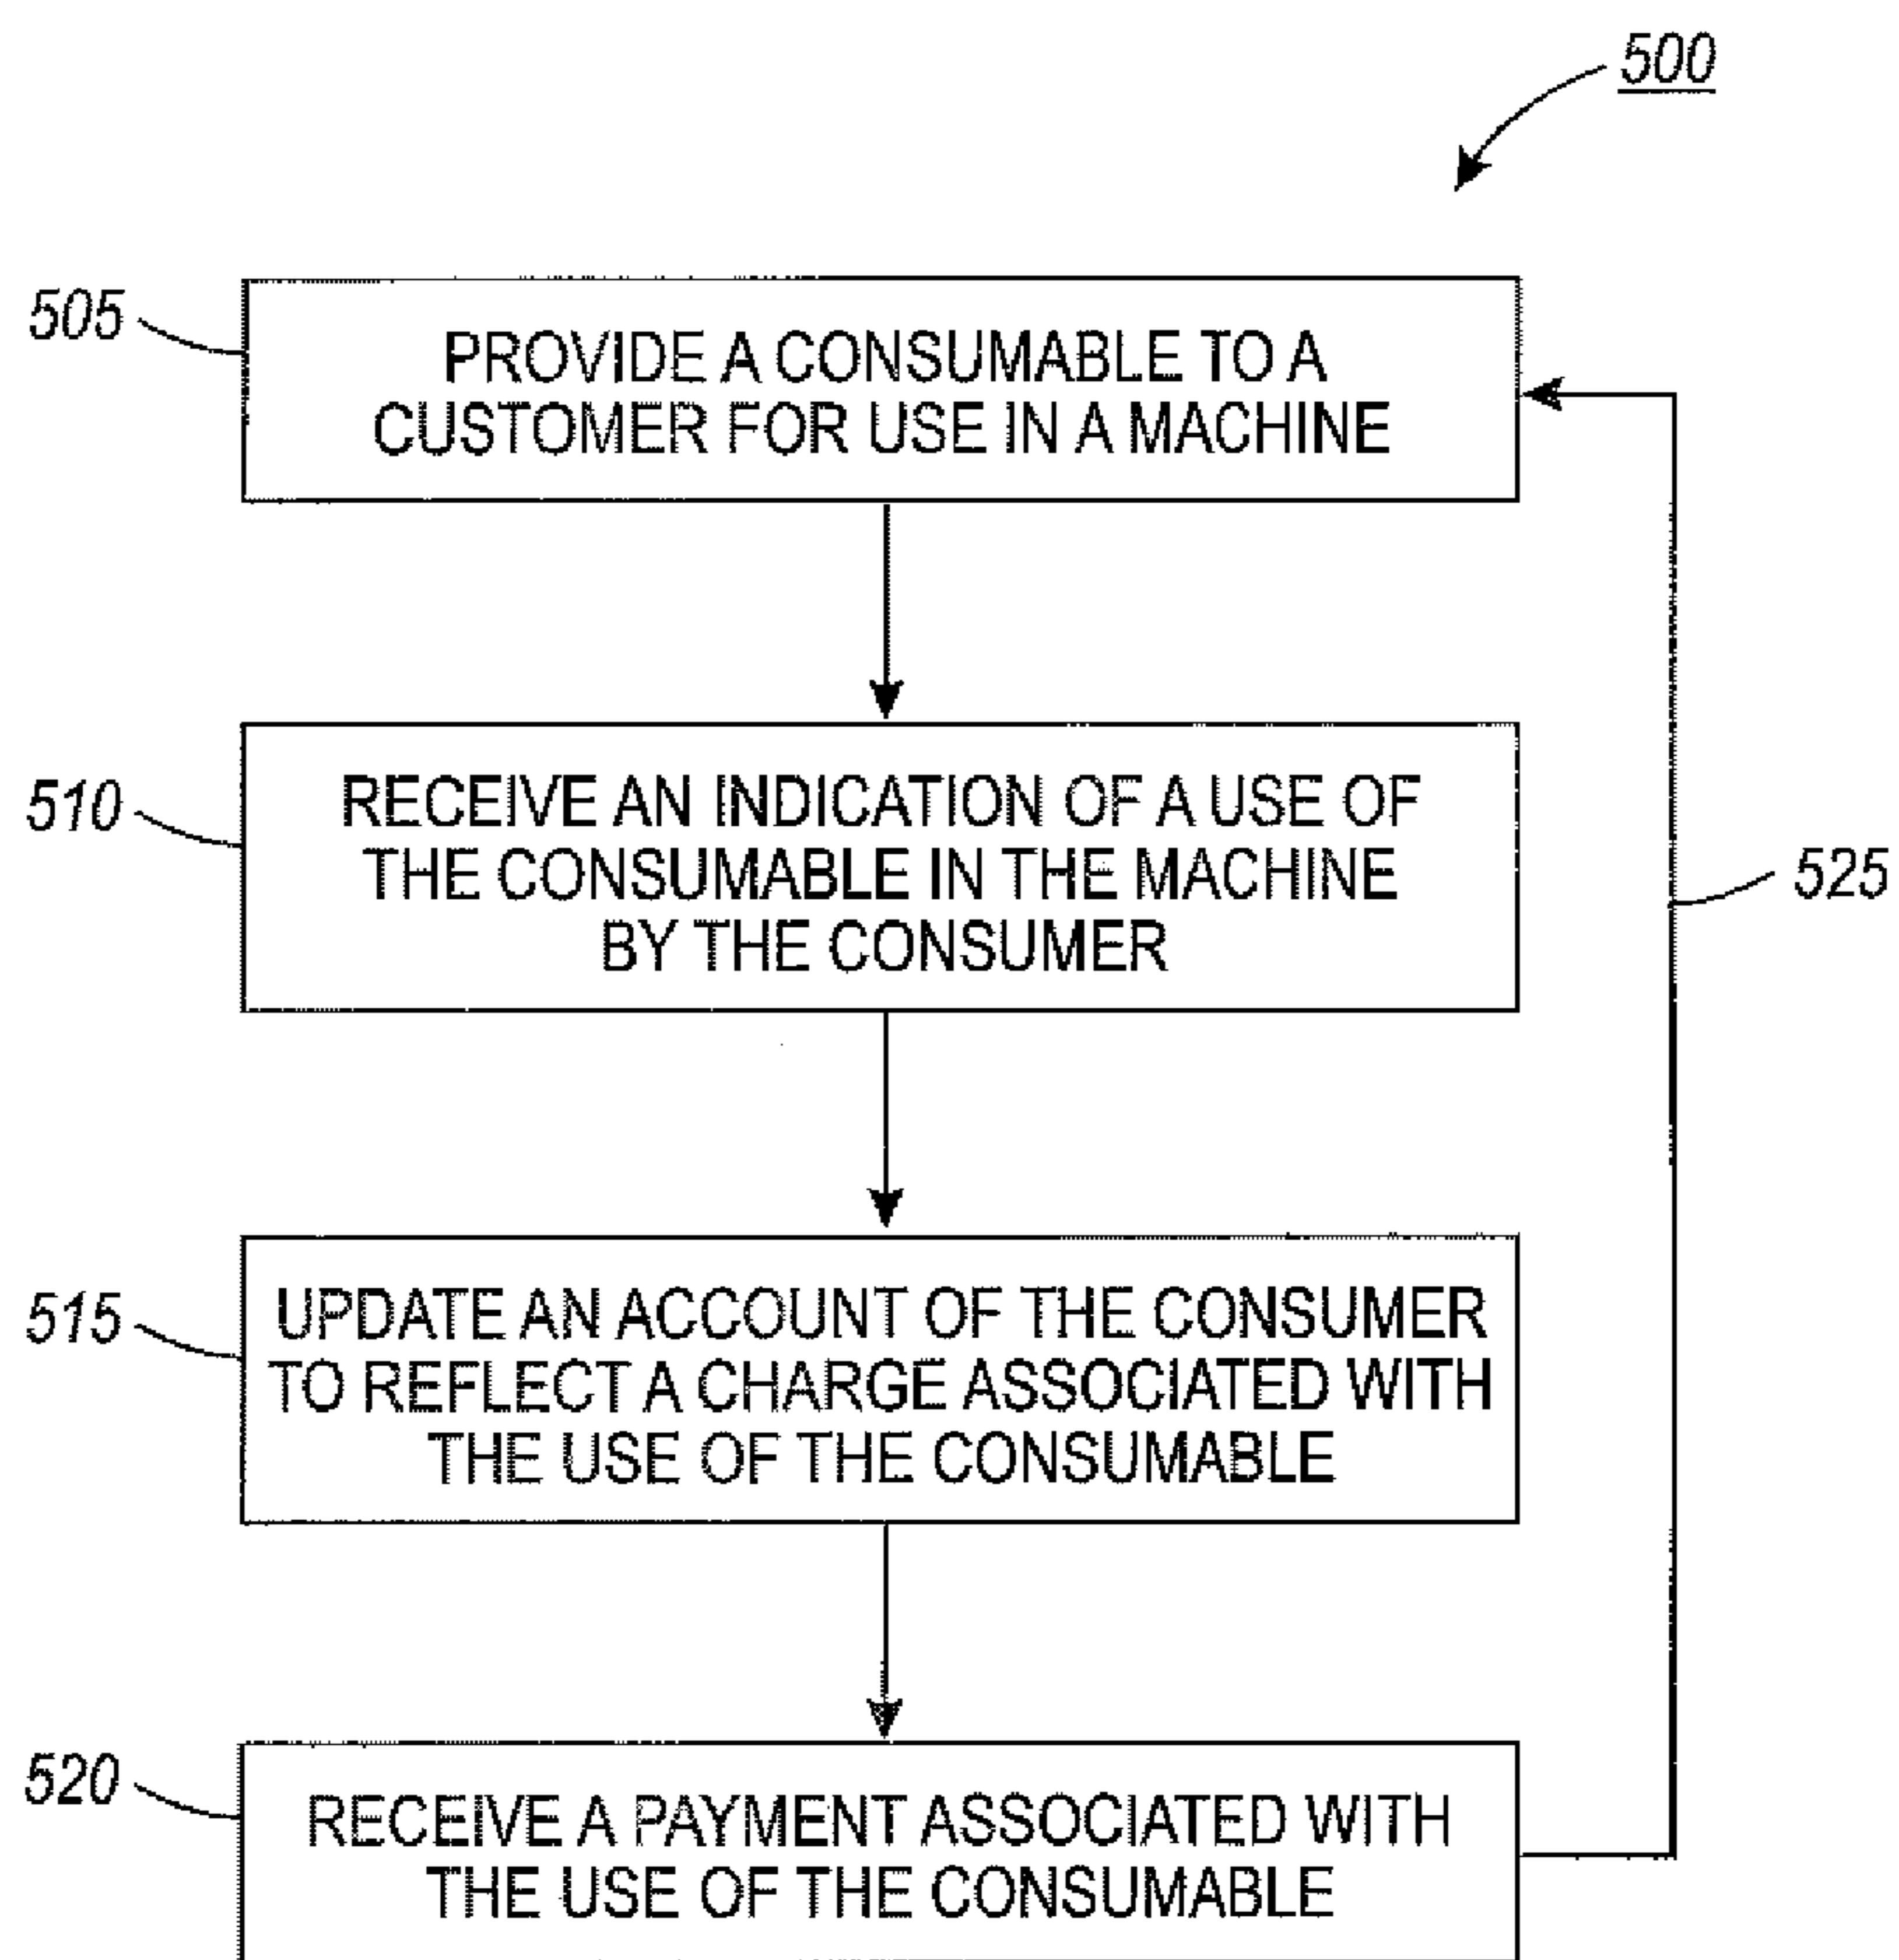 500
505
PROVIDE A CONSUMABLE TO A
CUSTOMER FOR USE IN A MACHINE
510
RECEIVE AN INDICATION OF A USE OF
THE CONSUMABLE IN THE MACHINE
BY THE CONSUMER
525
515
UPDATE AN ACCOUNT OF THE CONSUMER
TO REFLECT A CHARGE ASSOCIATED WITH
THE USE OF THE CONSUMABLE
520
RECEIVE A PAYMENT ASSOCIATED WITH
THE USE OF THE CONSUMABLE